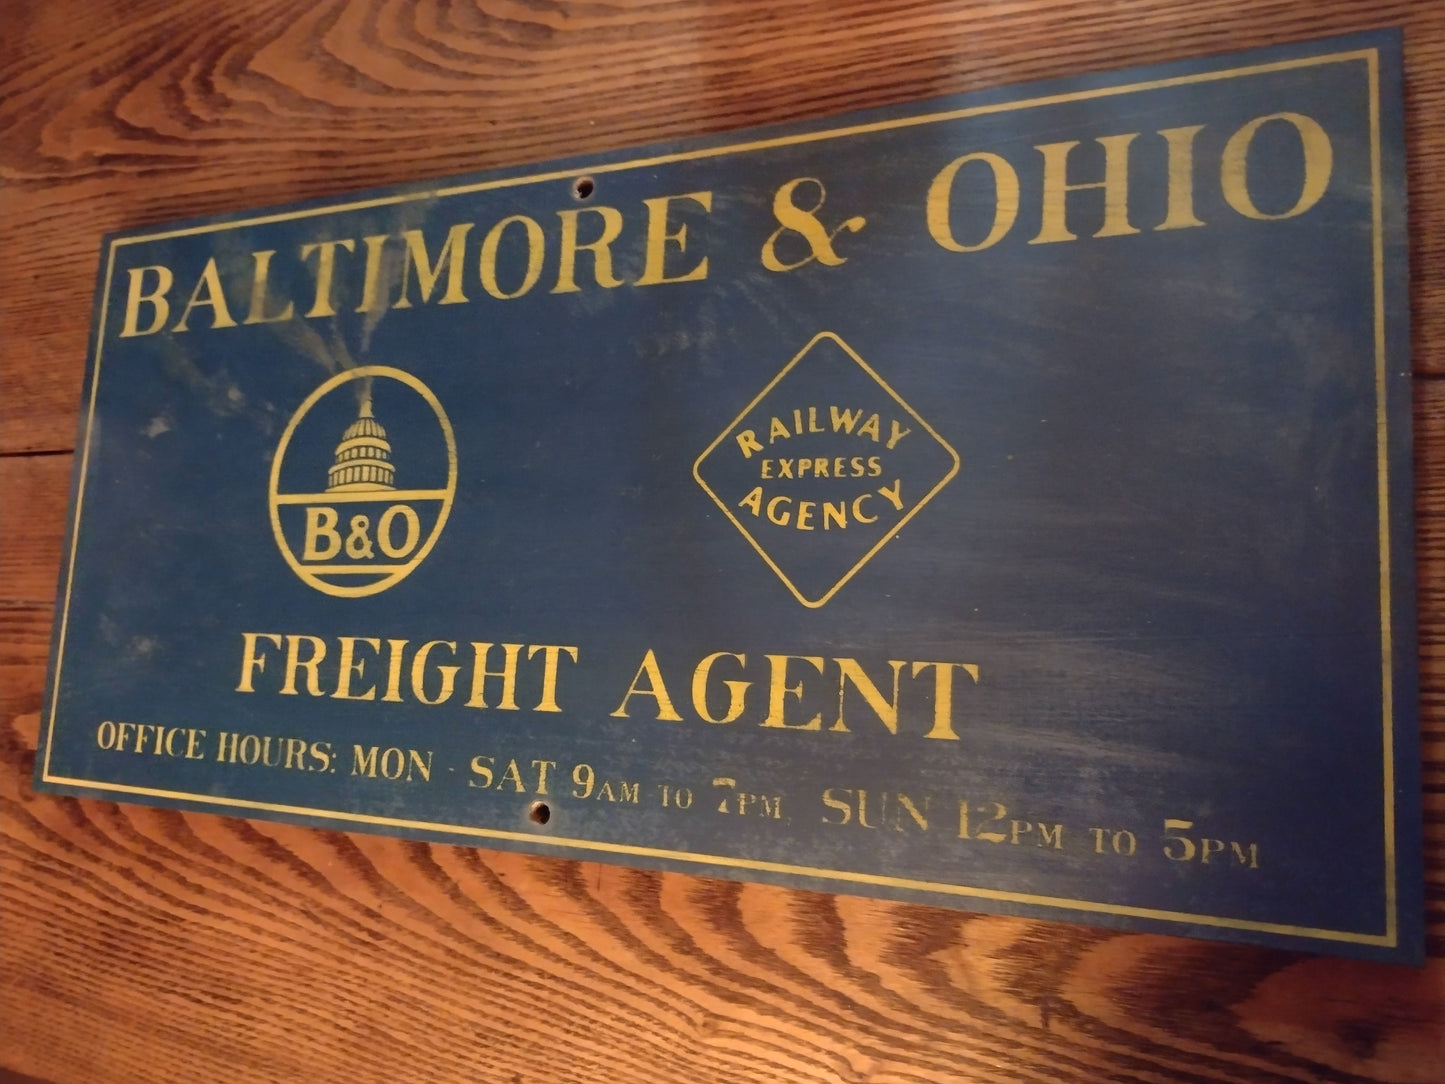 BALTIMORE & OHIO
B&O
RAILWAY
EXPRESS
AGENCY
FREIGHT AGENT
OFFICE HOURS: MON - SAT 9AM TO 7PM, SUN 12PM TO 5PM